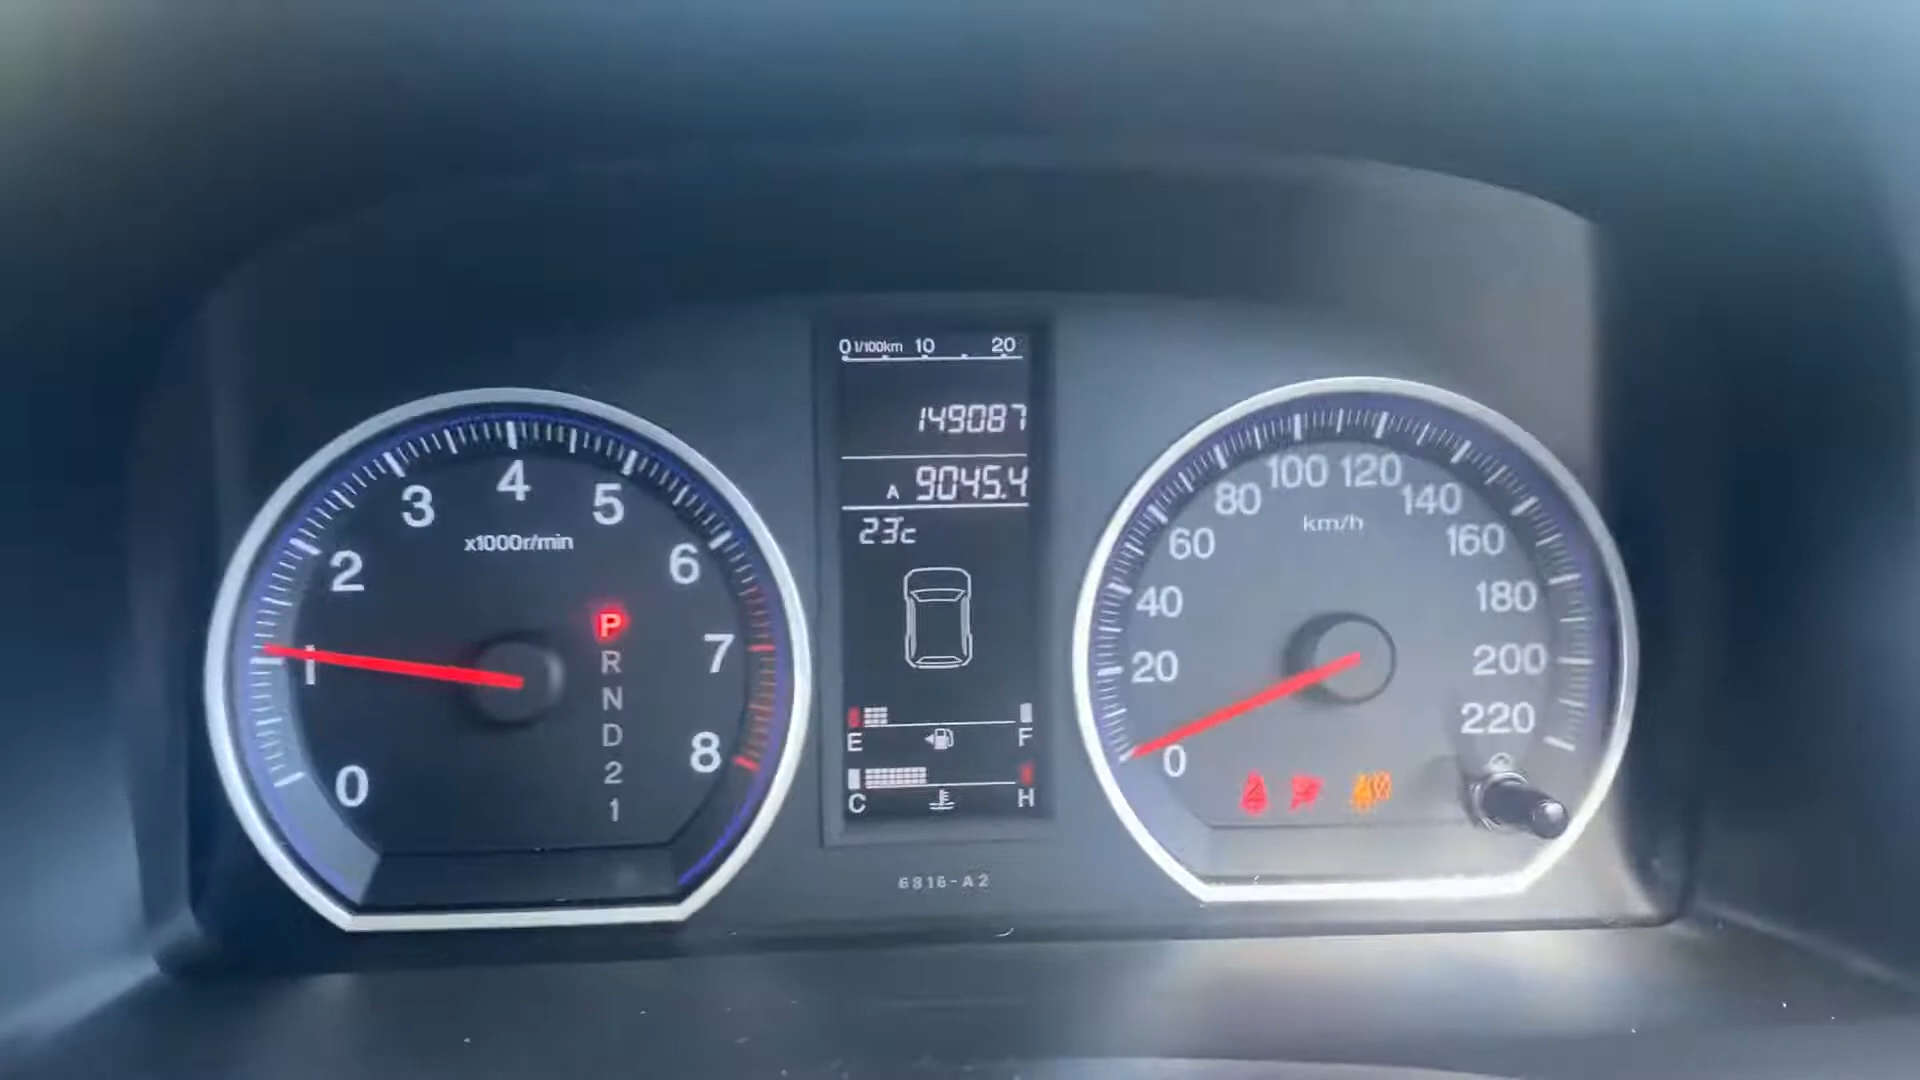 0 l/100km 10 20
149087
A 9045.4
23°c
E F
C H
6816-A2
0 1 2 3 4 5 6 7 8
x1000r/min
P
R
N
D
2
1
0 20 40 60 80 100 120 140 160 180 200 220
km/h